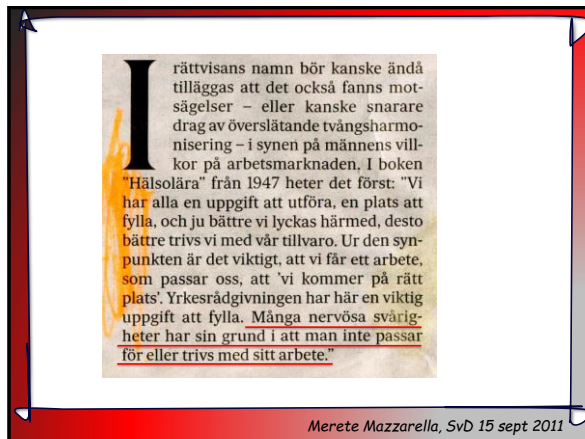 I rättvisans namn bör kanske ändå
tilläggas att det också fanns mot-
sägelser – eller kanske snarare
drag av överslätande tvångsharmo-
nisering – i synen på männens vill-
kor på arbetsmarknaden. I boken
"Hälsolära" från 1947 heter det först: "Vi
har alla en uppgift att utföra, en plats att
fylla, och ju bättre vi lyckas härmed, desto
bättre trivs vi med vår tillvaro. Ur den syn-
punkten är det viktigt, att vi får ett arbete,
som passar oss, att 'vi kommer på rätt
plats'. Yrkesrådgivningen har här en viktig
uppgift att fylla. Många nervösa svårig-
heter har sin grund i att man inte passar
för eller trivs med sitt arbete."
Merete Mazzarella, SvD 15 sept 2011